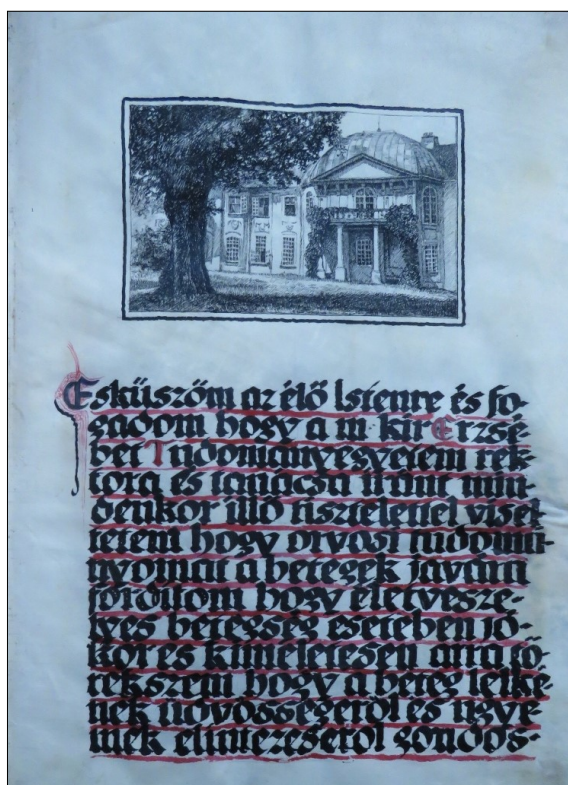 Esküszöm az élő Istenre és fo-
gadom hogy a m. kir Erzsé-
bet Tudományegyetem rek-
tora és tanácsa iránt min-
denkor illő tisztelettel visel
tetem hogy orvosi tudomá-
nyomat a betegek javára
fordítom hogy életvesze-
lyes betegség esetében jó-
kor és kíméletesen arra tö-
rekszem hogy a beteg lelké-
nek üdvösségéről és ügye-
inek elintézéséről gondos-